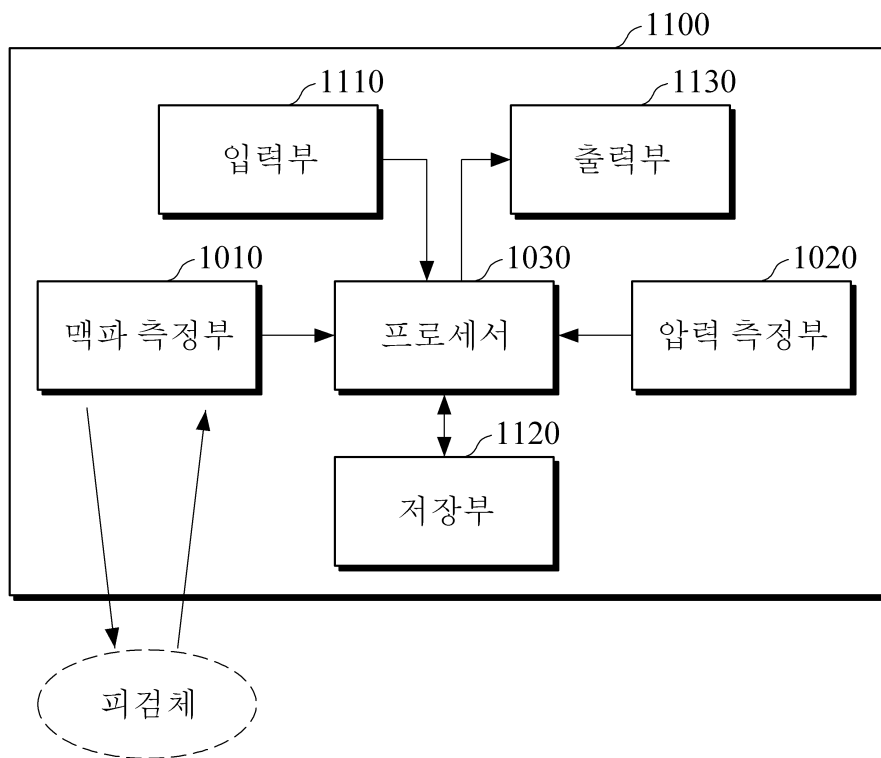 1100
1110
1130
입력부
출력부
1010
1030
1020
맥파 측정부
프로세서
압력 측정부
1120
저장부
피검체